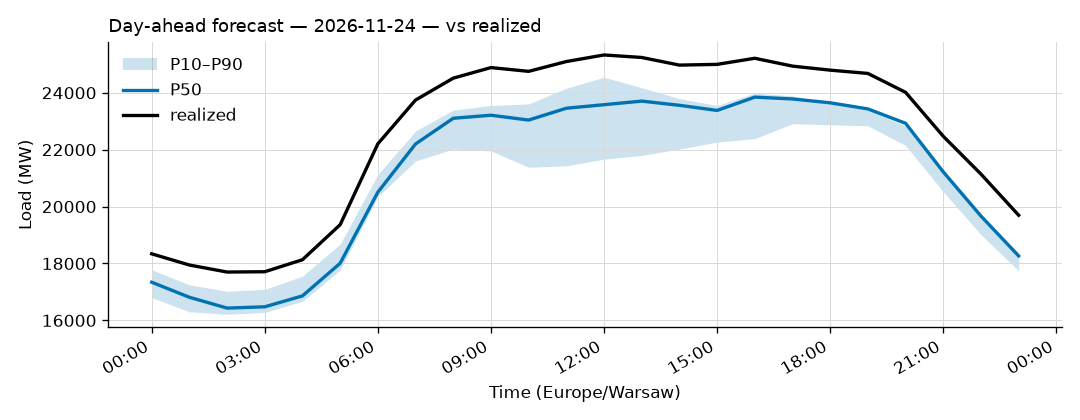 Day-ahead forecast — 2026-11-24 — vs realized
P10–P90
P50
realized
24000
22000
20000
18000
16000
Load (MW)
00:00
03:00
06:00
09:00
12:00
15:00
18:00
21:00
00:00
Time (Europe/Warsaw)